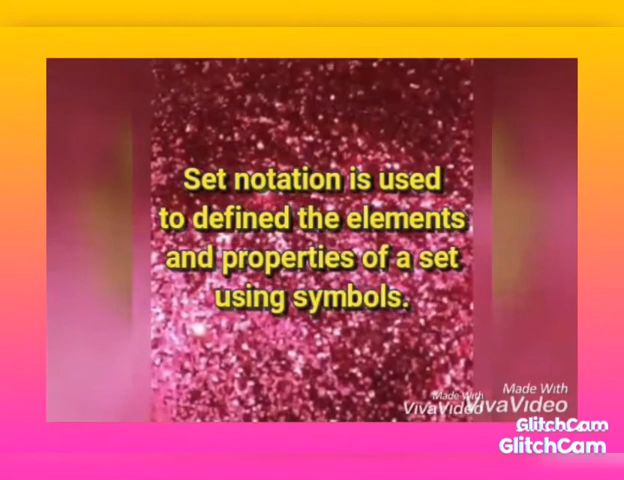 Set notation is used
to defined the elements
and properties of a set
using symbols.
Made With
VivaVideo
Made With
VivaVideo
GlitchCam
GlitchCam